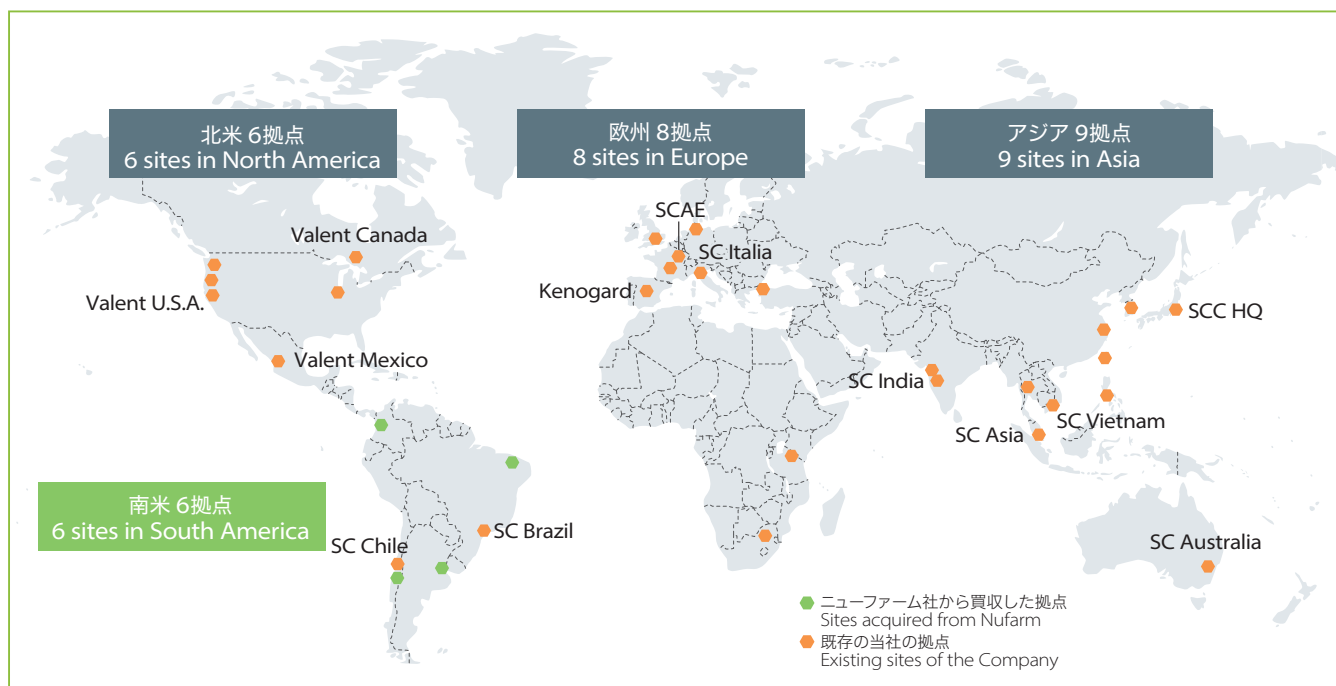 北米 6拠点
6 sites in North America
欧州 8拠点
8 sites in Europe
アジア 9拠点
9 sites in Asia
SCAE
Valent Canada
SC Italia
Kenogard
Valent U.S.A.
SCC HQ
Valent Mexico
SC India
SC Vietnam
SC Asia
南米 6拠点
6 sites in South America
SC Brazil
SC Chile
SC Australia
ニューファーム社から買収した拠点
Sites acquired from Nufarm
既存の当社の拠点
Existing sites of the Company